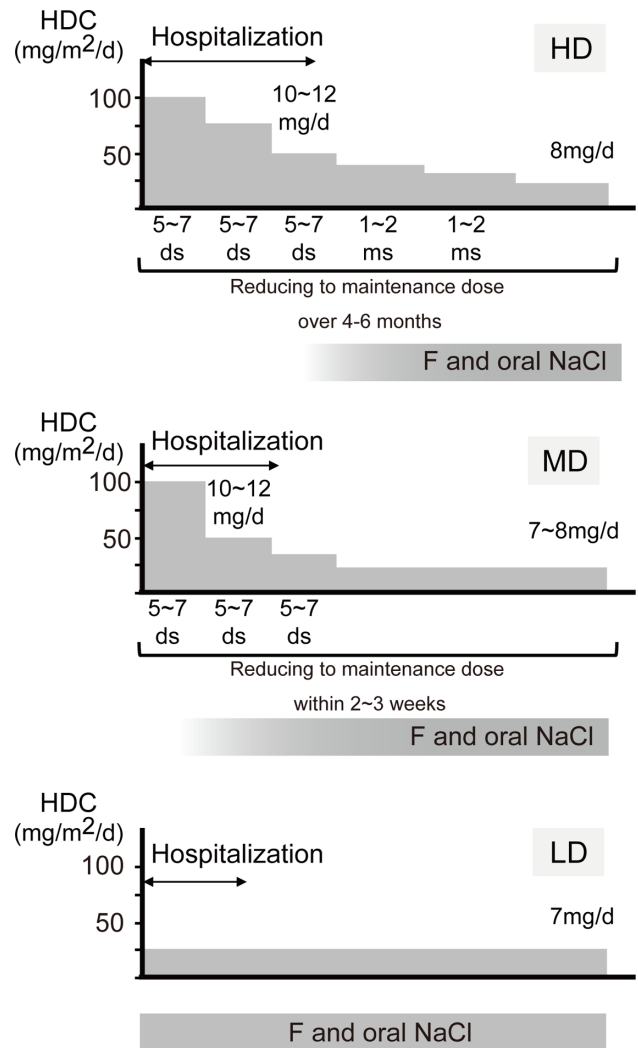 HDC
(mg/m2/d)
Hospitalization
HD
10~12
mg/d
100
50
8mg/d
5~7 5~7 5~7 1~2 1~2
ds ds ds ms ms
Reducing to maintenance dose
over 4-6 months
F and oral NaCl
HDC
(mg/m2/d)
Hospitalization
MD
100
10~12
mg/d
50
7~8mg/d
5~7 5~7 5~7
ds ds ds
Reducing to maintenance dose
within 2~3 weeks
F and oral NaCl
HDC
(mg/m2/d)
Hospitalization
LD
100
50
7mg/d
F and oral NaCl